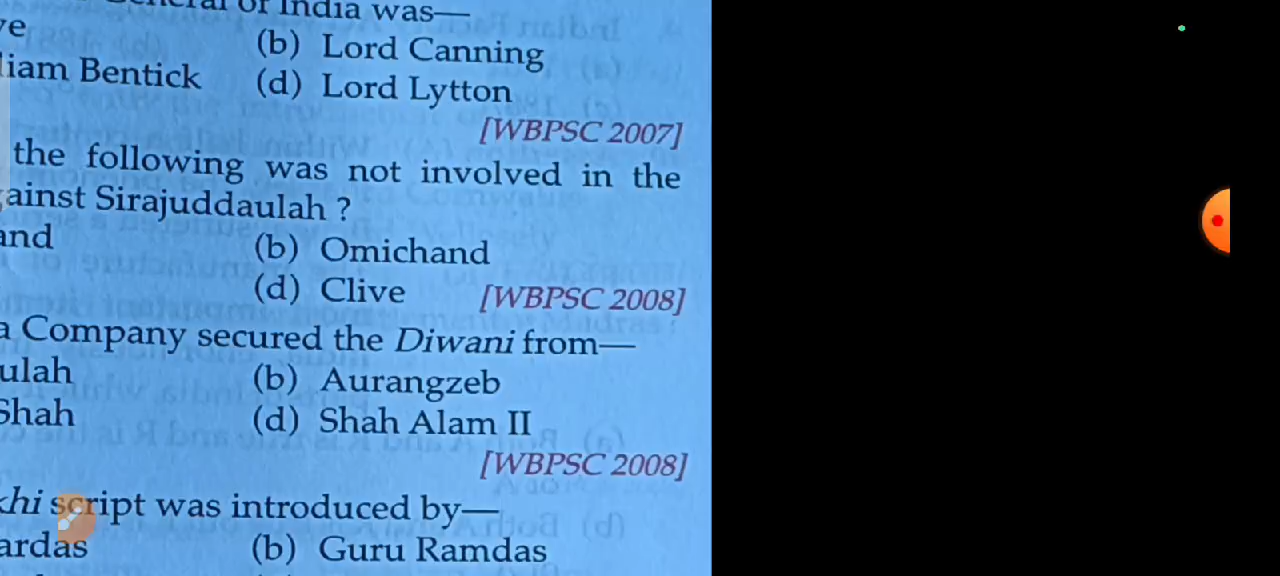 General of India was—
ve (b) Lord Canning
liam Bentick (d) Lord Lytton
[WBPSC 2007]
the following was not involved in the
gainst Sirajuddaulah ?
and (b) Omichand
(d) Clive [WBPSC 2008]
a Company secured the Diwani from—
ulah (b) Aurangzeb
Shah (d) Shah Alam II
[WBPSC 2008]
khi script was introduced by—
ardas (b) Guru Ramdas